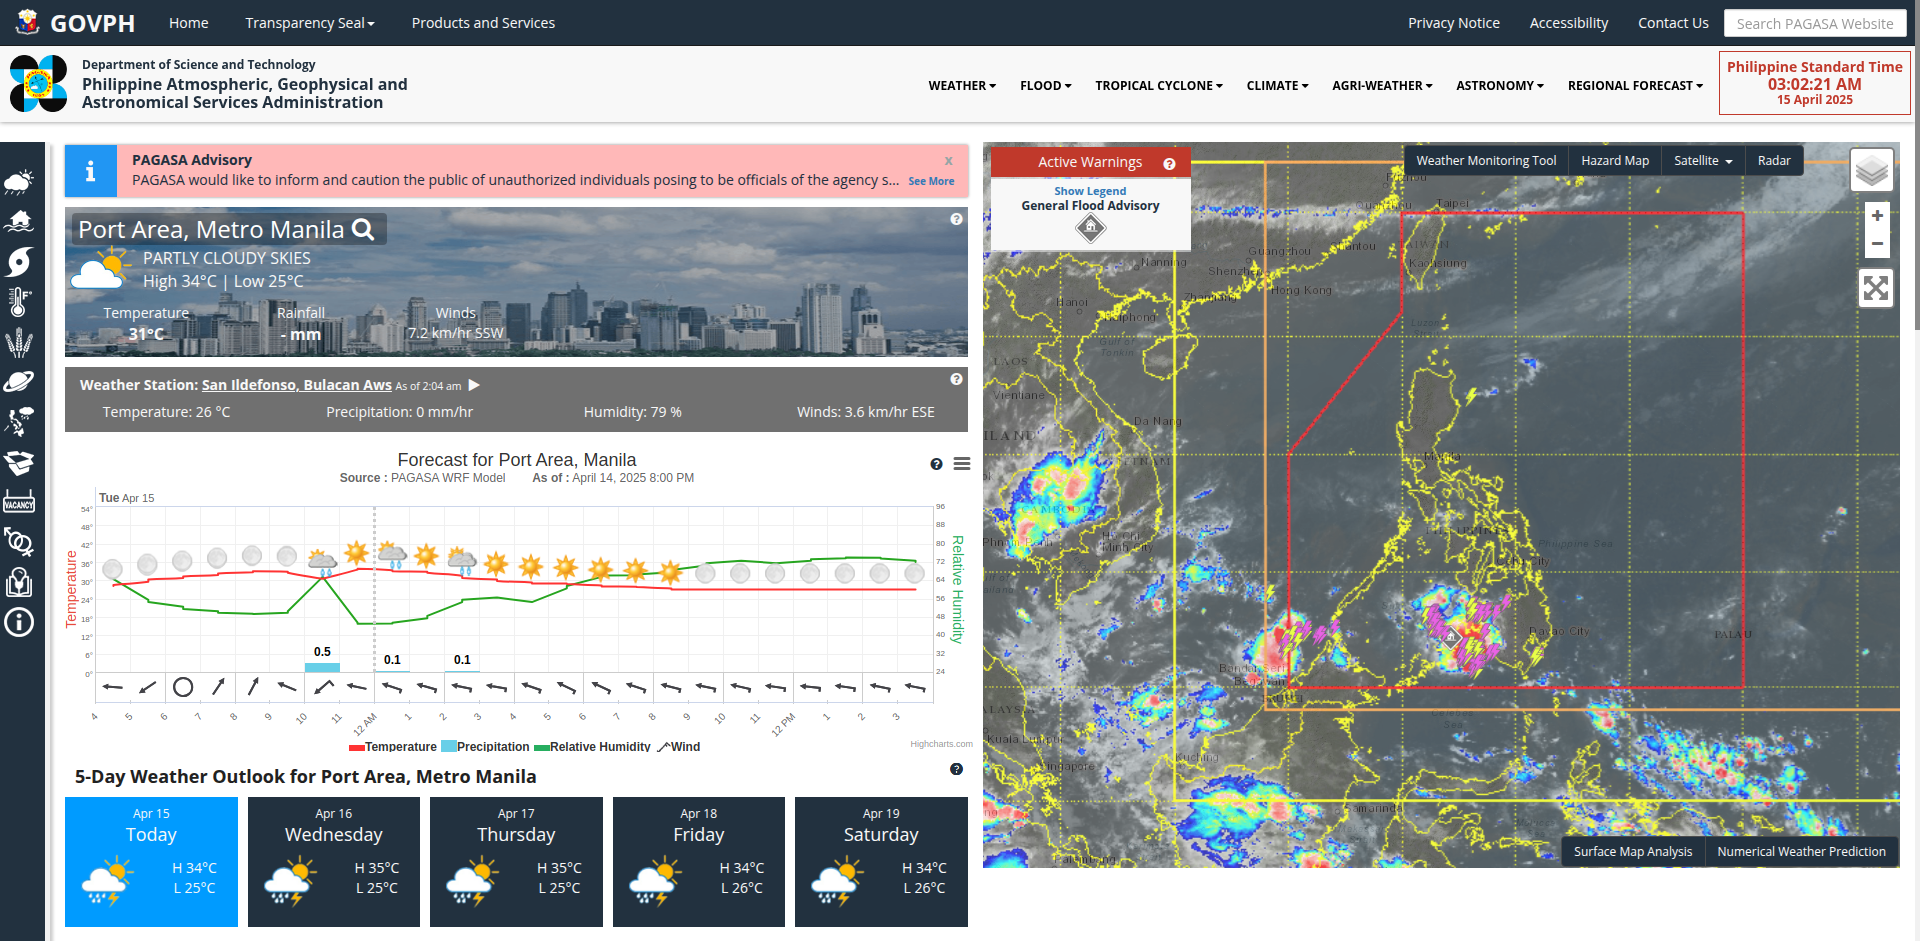 GOVPH
Home
Transparency Seal
Products and Services
Privacy Notice
Accessibility
Contact Us
Search PAGASA Website
Department of Science and Technology
Philippine Atmospheric, Geophysical and
Astronomical Services Administration
WEATHER
FLOOD
TROPICAL CYCLONE
CLIMATE
AGRI-WEATHER
ASTRONOMY
REGIONAL FORECAST
Philippine Standard Time
03:02:21 AM
15 April 2025
VACANCY
PAGASA Advisory
x
PAGASA would like to inform and caution the public of unauthorized individuals posing to be officials of the agency s... See More
Port Area, Metro Manila
PARTLY CLOUDY SKIES
High 34°C | Low 25°C
Temperature Rainfall Winds
31°C - mm 7.2 km/hr SSW
Weather Station: San Ildefonso, Bulacan Aws As of 2:04 am
Temperature: 26 °C Precipitation: 0 mm/hr Humidity: 79 % Winds: 3.6 km/hr ESE
Forecast for Port Area, Manila
Source : PAGASA WRF Model As of : April 14, 2025 8:00 PM
Tue Apr 15
Temperature
54°
48°
42°
36°
30°
24°
18°
12°
6°
0°
96
88
80
72
64
56
48
40
32
24
Relative Humidity
0.5 0.1 0.1
4 5 6 7 8 9 10 11 12 AM 1 2 3 4 5 6 7 8 9 10 11 12 PM 1 2 3
Temperature Precipitation Relative Humidity Wind
Highcharts.com
5-Day Weather Outlook for Port Area, Metro Manila
Apr 15
Today
H 34°C
L 25°C
Apr 16
Wednesday
H 35°C
L 25°C
Apr 17
Thursday
H 35°C
L 25°C
Apr 18
Friday
H 34°C
L 26°C
Apr 19
Saturday
H 34°C
L 26°C
Active Warnings
Show Legend
General Flood Advisory
Weather Monitoring Tool
Hazard Map
Satellite
Radar
+
−
Taipei
Guangzhou
Shantou
TAIWAN
Nanning
Shenzhen
Kaohsiung
Hong Kong
Zhanjiang
Hanoi
Haiphong
Gulf of
Tonkin
Luzon
LAOS
Vientiane
Da Nang
VIETNAM
Manila
CAMBODIA
Ho Chi
Minh City
Philippine Sea
Davao City
PALAU
Celebes
Sea
Kuala Lumpur
Singapore
Kuching
Samarinda
Surface Map Analysis
Numerical Weather Prediction